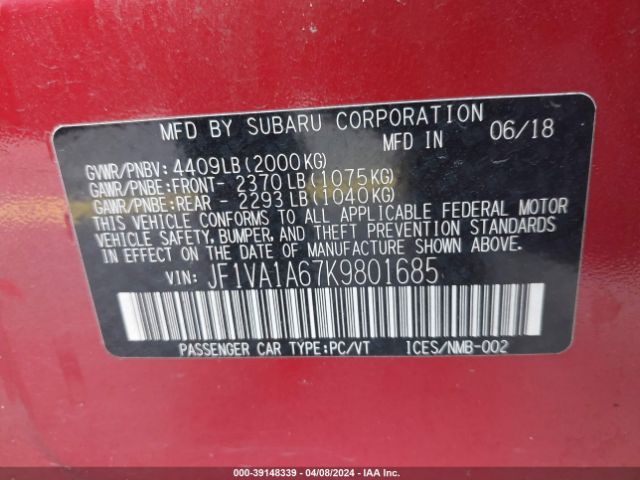 MFD BY SUBARU CORPORATION
MFD IN 06/18
GVWR/PNBV: 4409LB (2000KG)
GAWR/PNBE:FRONT- 2370 LB (1075KG)
GAWR/PNBE:REAR - 2293 LB (1040KG)
THIS VEHICLE CONFORMS TO ALL APPLICABLE FEDERAL MOTOR
VEHICLE SAFETY, BUMPER, AND THEFT PREVENTION STANDARDS
IN EFFECT ON THE DATE OF MANUFACTURE SHOWN ABOVE.
VIN: JF1VA1A67K9801685
PASSENGER CAR TYPE:PC/VT ICES/NMB-002
COPART: (000)-39148339 | 04/08/2024 | (000)